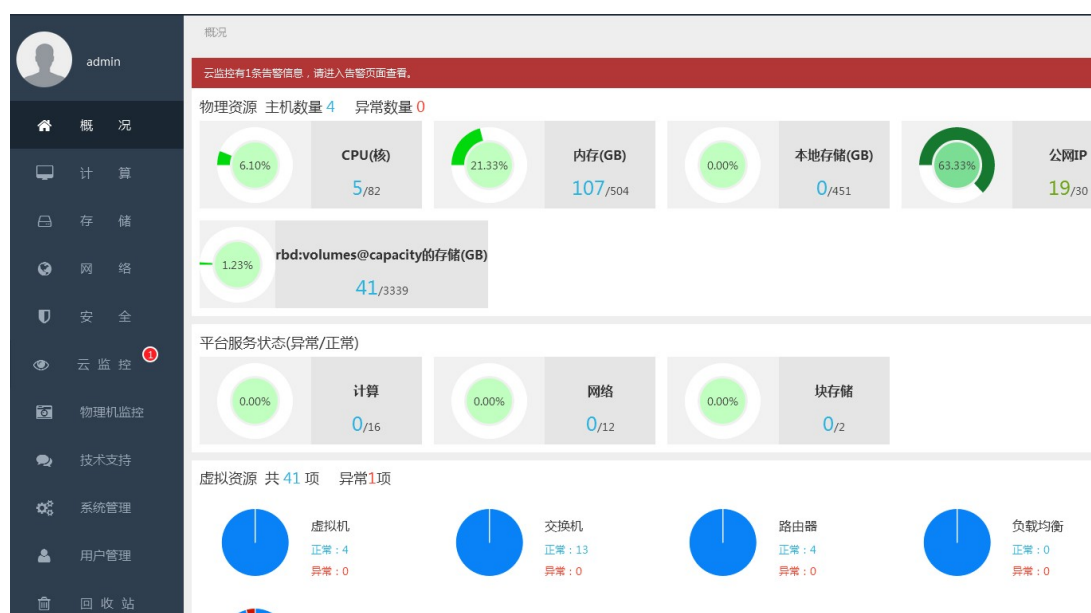 admin
概 况
计 算
存 储
网 络
安 全
云 监 控
1
物理机监控
技术支持
系统管理
用户管理
回 收 站
概况
云监控有1条告警信息，请进入告警页面查看。
物理资源 主机数量 4 异常数量 0
6.10%
CPU(核)
5/82
21.33%
内存(GB)
107/504
0.00%
本地存储(GB)
0/451
63.33%
公网IP
19/30
1.23%
rbd:volumes@capacity的存储(GB)
41/3339
平台服务状态(异常/正常)
0.00%
计算
0/16
0.00%
网络
0/12
0.00%
块存储
0/2
虚拟资源 共 41 项 异常1项
虚拟机
正常：4
异常：0
交换机
正常：13
异常：0
路由器
正常：4
异常：0
负载均衡
正常：0
异常：0